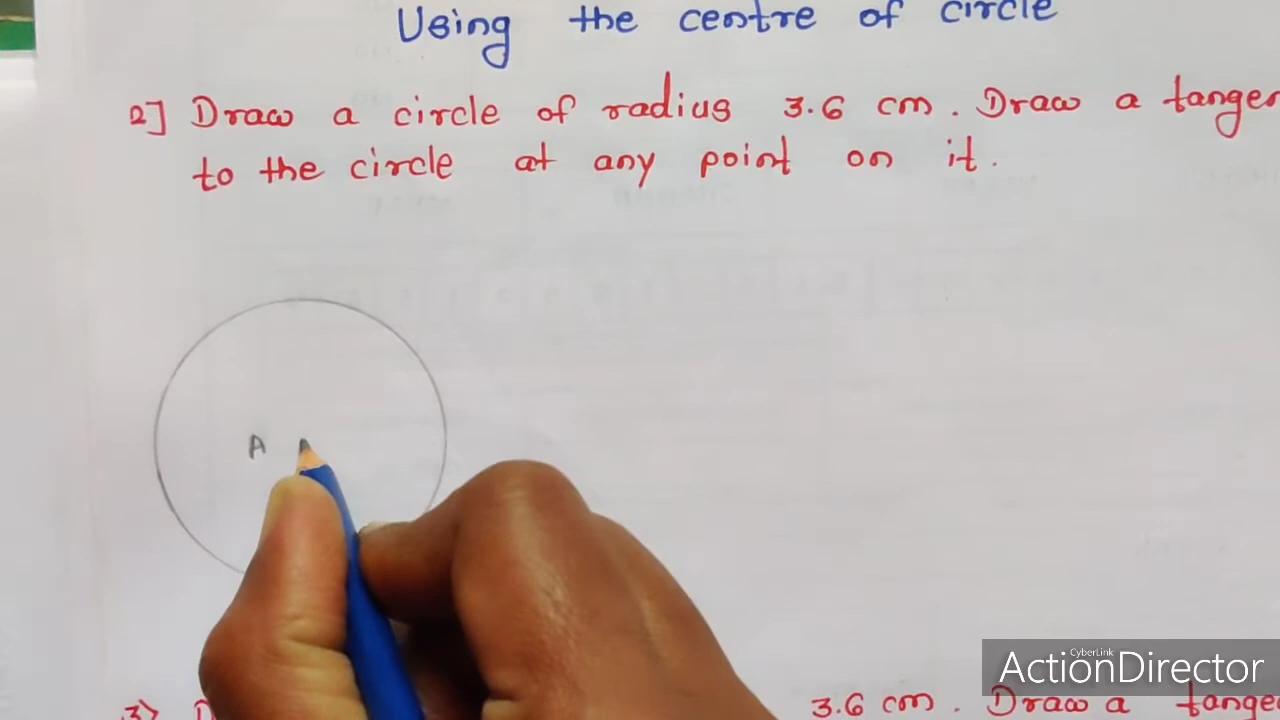 Using the centre of circle
2] Draw a circle of radius 3.6 cm. Draw a tangen
to the circle at any point on it.
A
CyberLink
ActionDirector
3) D 3.6 cm. Draw a tange